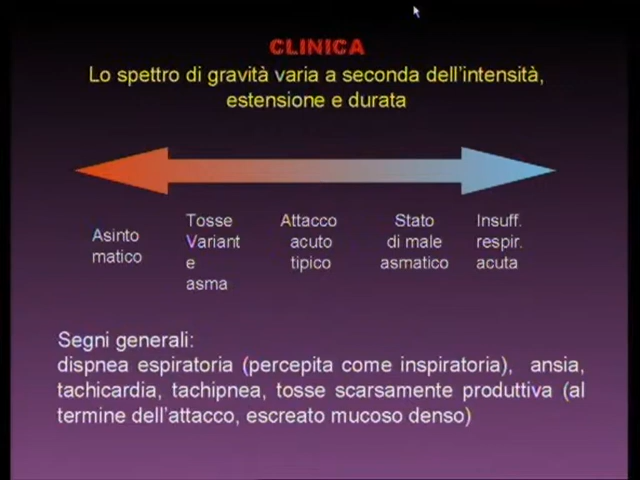 CLINICA
Lo spettro di gravità varia a seconda dell'intensità,
estensione e durata
Asinto
matico
Tosse
Variant
e
asma
Attacco
acuto
tipico
Stato
di male
asmatico
Insuff.
respir.
acuta
Segni generali:
dispnea espiratoria (percepita come inspiratoria), ansia,
tachicardia, tachipnea, tosse scarsamente produttiva (al
termine dell'attacco, escreato mucoso denso)